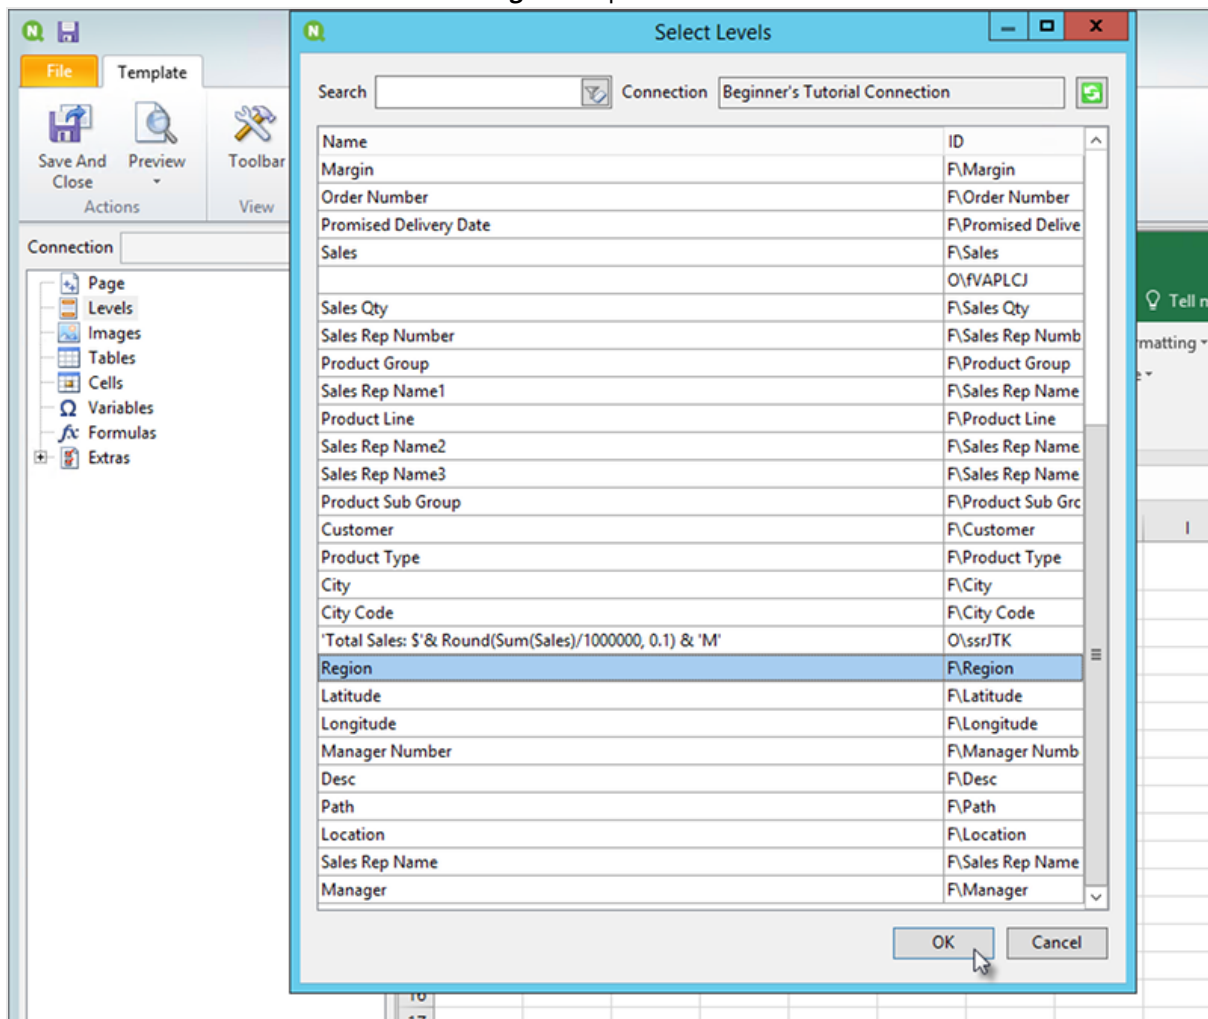 Select Levels
File Template
Save And Close
Preview
Toolbar
Actions
View
Connection
Page
Levels
Images
Tables
Cells
Ω Variables
fx Formulas
Extras
Search Connection Beginner's Tutorial Connection
Name ID
Margin F\Margin
Order Number F\Order Number
Promised Delivery Date F\Promised Delive
Sales F\Sales
O\fVAPLCJ
Sales Qty F\Sales Qty
Sales Rep Number F\Sales Rep Numb
Product Group F\Product Group
Sales Rep Name1 F\Sales Rep Name
Product Line F\Product Line
Sales Rep Name2 F\Sales Rep Name
Sales Rep Name3 F\Sales Rep Name
Product Sub Group F\Product Sub Grc
Customer F\Customer
Product Type F\Product Type
City F\City
City Code F\City Code
'Total Sales: $'& Round(Sum(Sales)/1000000, 0.1) & 'M' O\ssrJTK
Region F\Region
Latitude F\Latitude
Longitude F\Longitude
Manager Number F\Manager Numb
Desc F\Desc
Path F\Path
Location F\Location
Sales Rep Name F\Sales Rep Name
Manager F\Manager
OK Cancel
Tell
rmatting
I